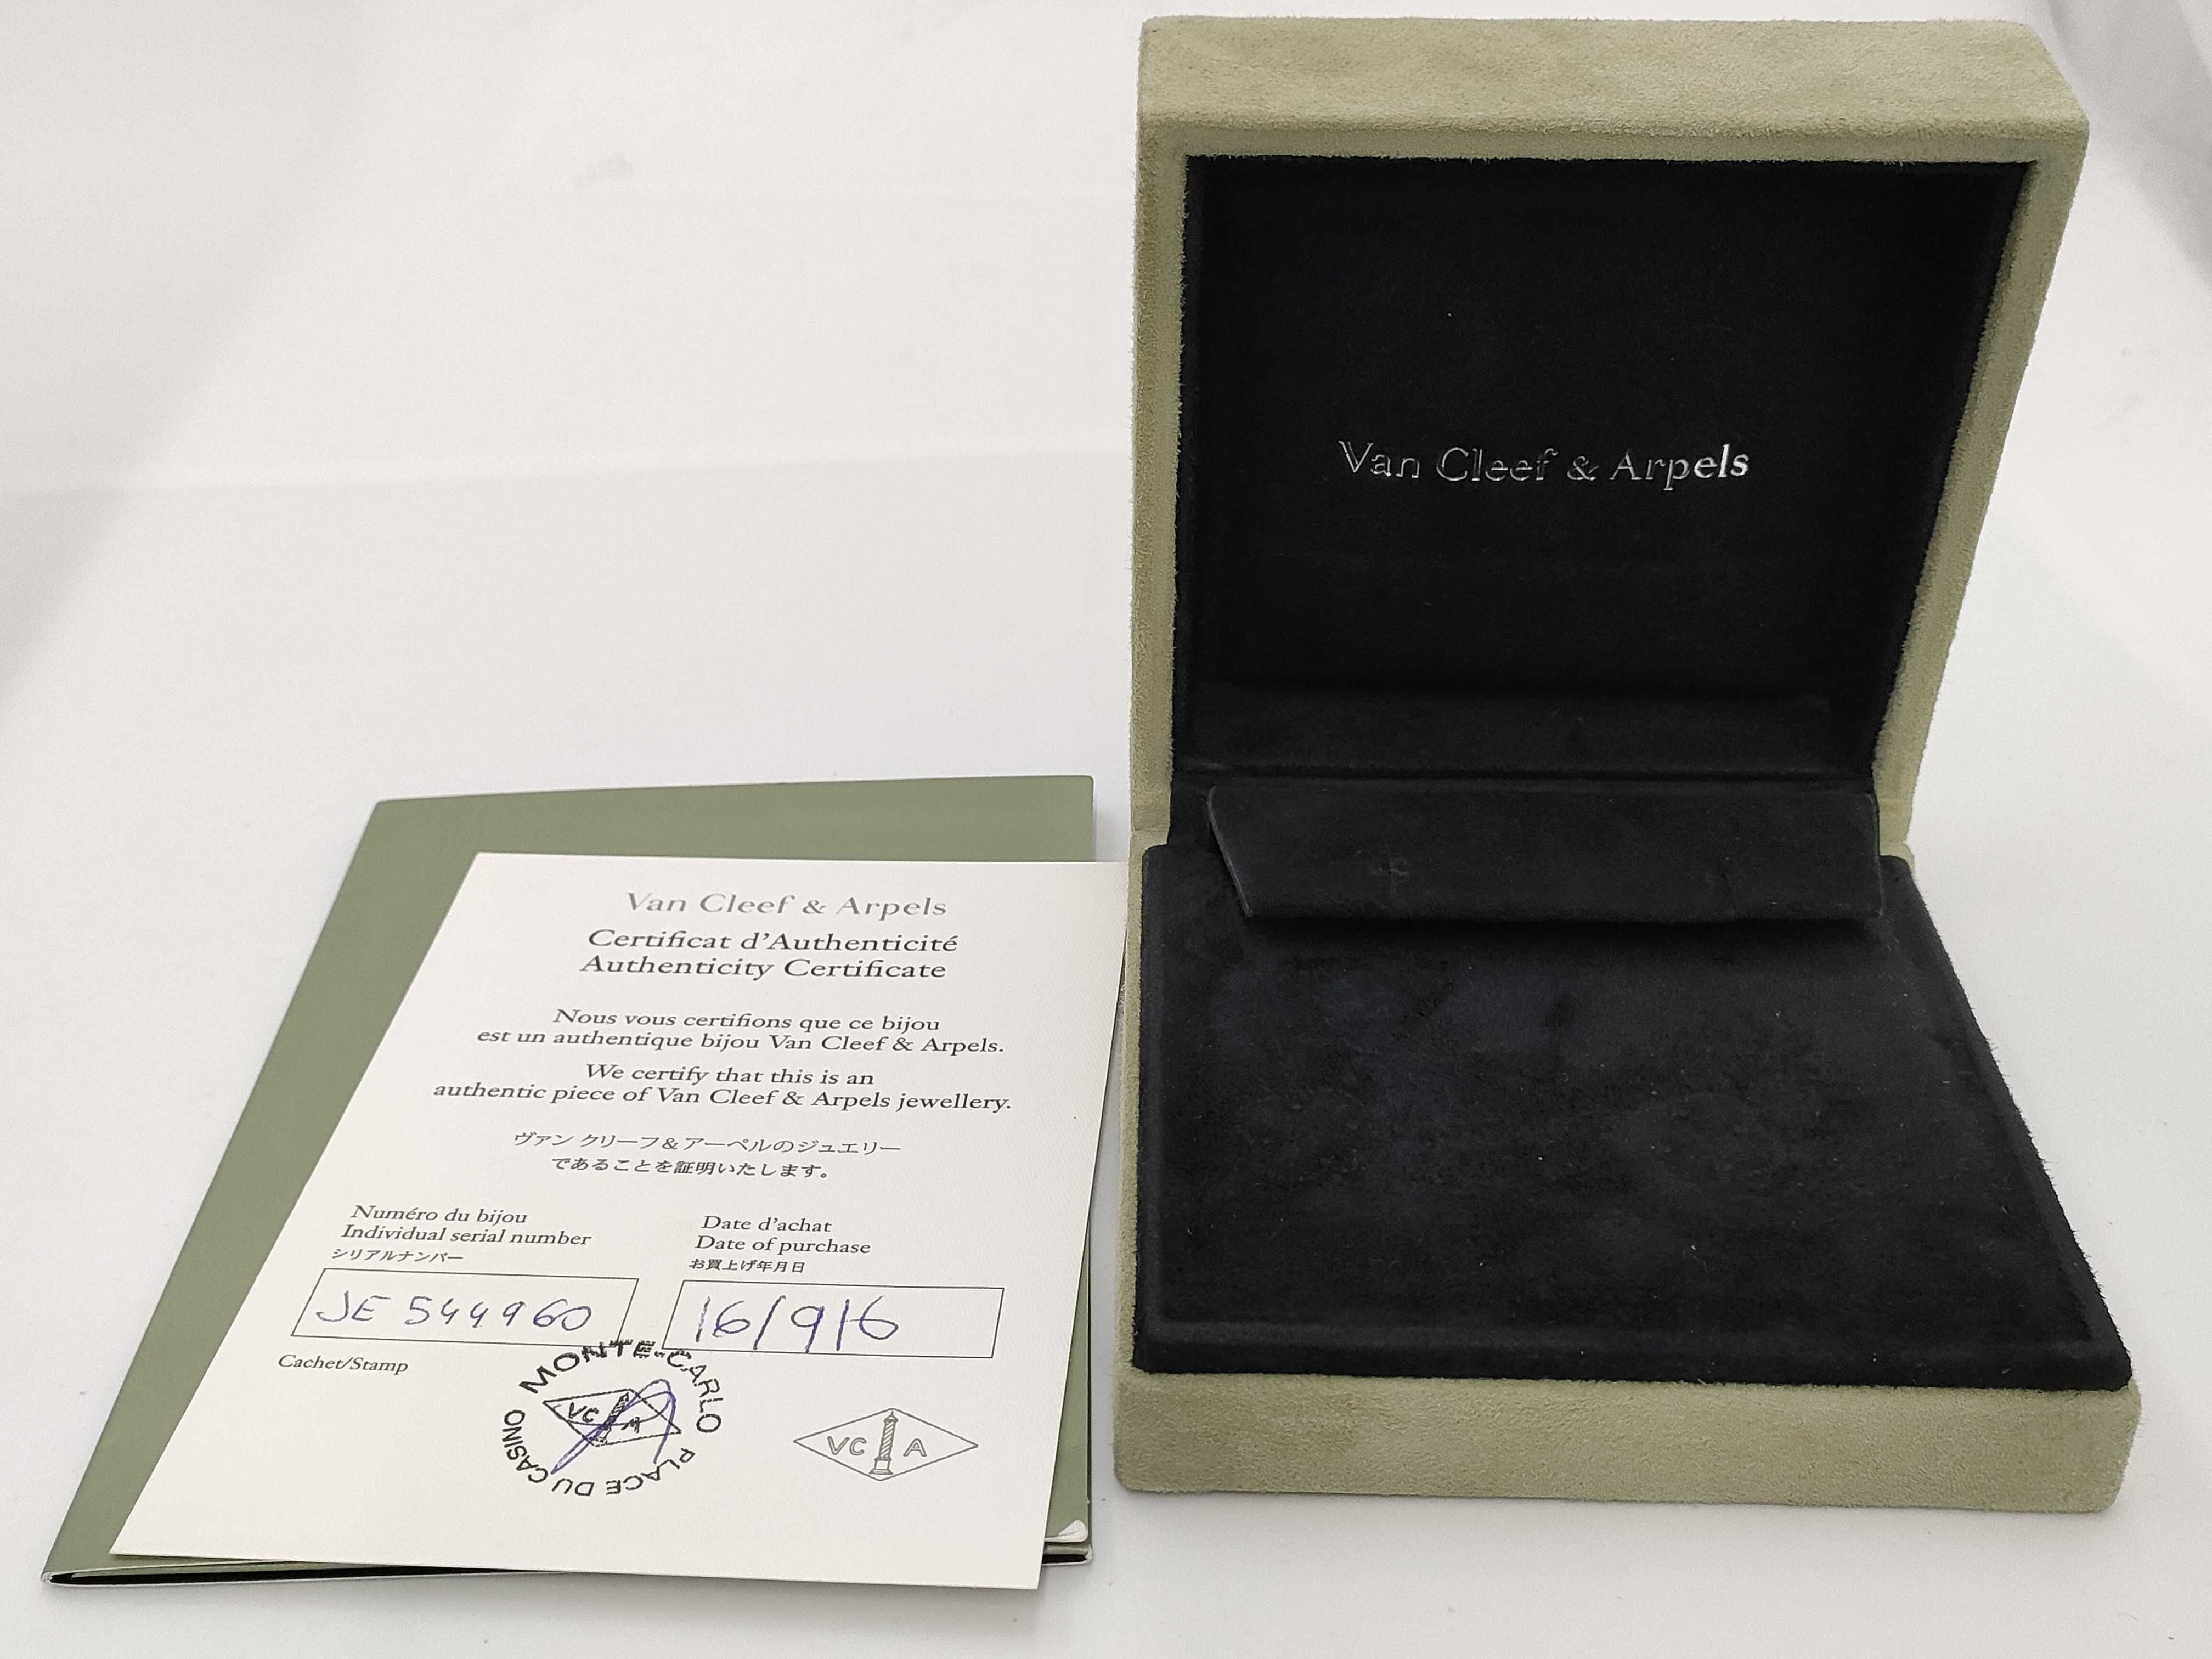 Van Cleef & Arpels
Van Cleef & Arpels
Certificat d'Authenticité
Authenticity Certificate
Nous vous certifions que ce bijou
est un authentique bijou Van Cleef & Arpels.
We certify that this is an
authentic piece of Van Cleef & Arpels jewellery.
ヴァン クリーフ&アーペルのジュエリー
であることを証明いたします。
Numéro du bijou
Individual serial number
シリアルナンバー
JE 544960
Date d'achat
Date of purchase
お買上げ年月日
16/9/6
Cachet/Stamp
MONTE-CARLO
VC A
PLACE DU CASINO
VC A